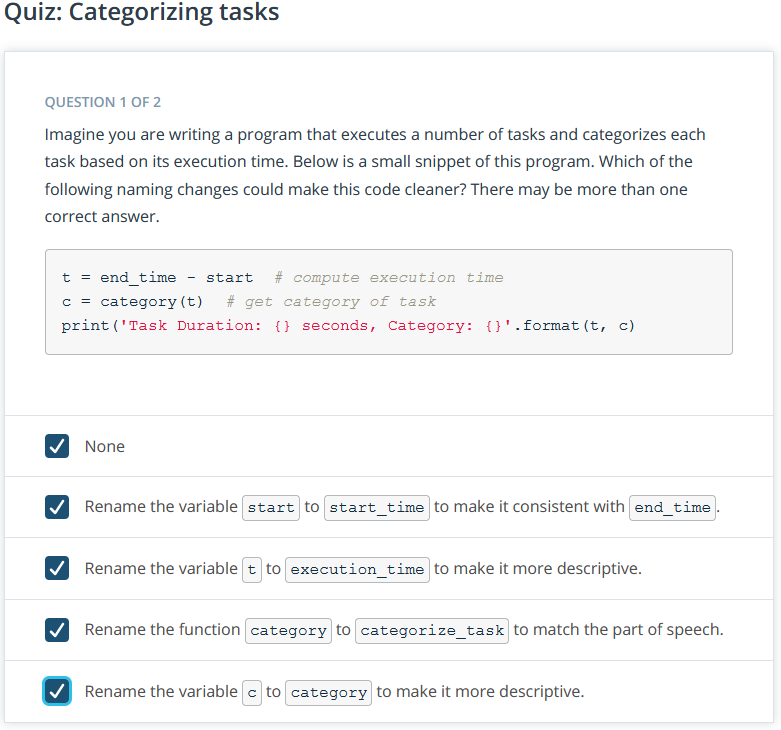 Quiz: Categorizing tasks
QUESTION 1 OF 2
Imagine you are writing a program that executes a number of tasks and categorizes each
task based on its execution time. Below is a small snippet of this program. Which of the
following naming changes could make this code cleaner? There may be more than one
correct answer.
t = end_time - start  # compute execution time
c = category(t)  # get category of task
print('Task Duration: {} seconds, Category: {}'.format(t, c)
None
Rename the variable start to start_time to make it consistent with end_time.
Rename the variable t to execution_time to make it more descriptive.
Rename the function category to categorize_task to match the part of speech.
Rename the variable c to category to make it more descriptive.